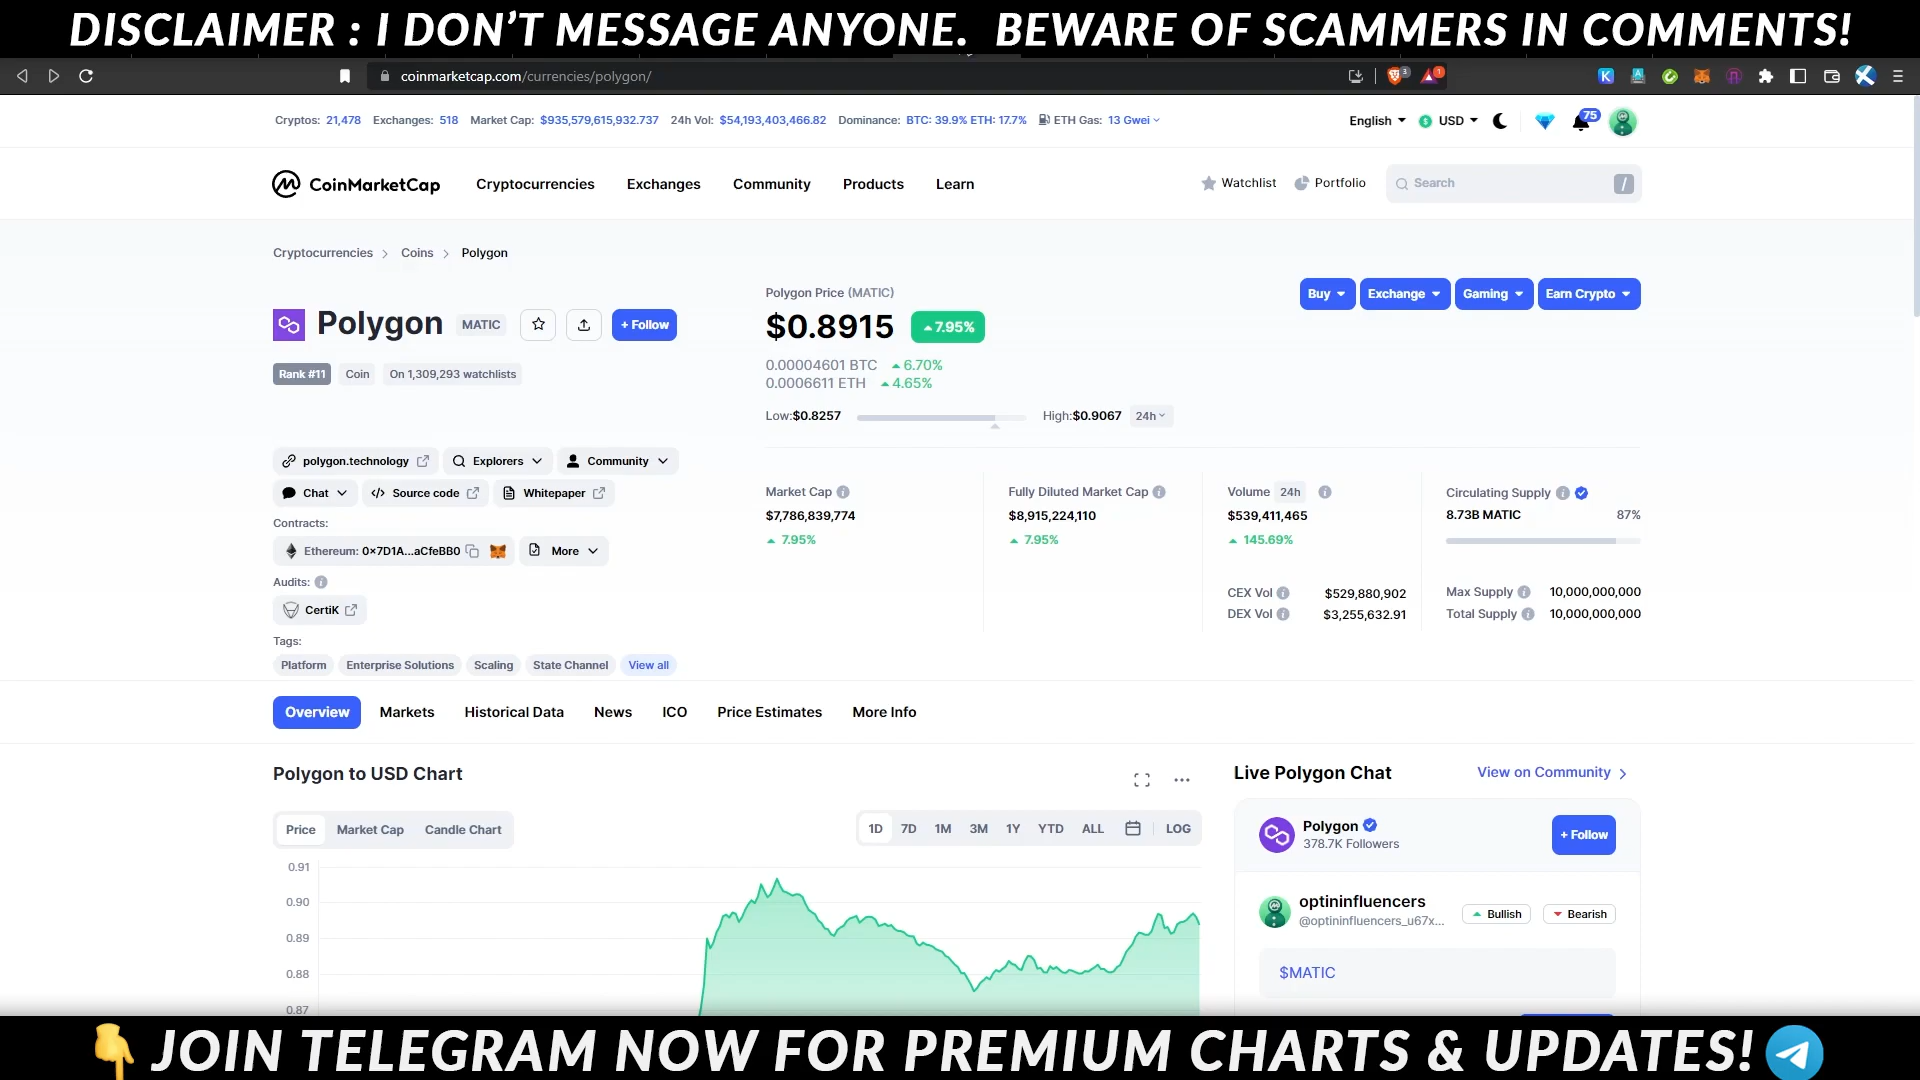 DISCLAIMER : I DON'T MESSAGE ANYONE. BEWARE OF SCAMMERS IN COMMENTS!
coinmarketcap.com/currencies/polygon/ 3 1 K
Cryptos: 21,478 Exchanges: 518 Market Cap: $935,579,615,932.737 24h Vol: $54,193,403,466.82 Dominance: BTC: 39.9% ETH: 17.7% ETH Gas: 13 Gwei English USD 75
CoinMarketCap Cryptocurrencies Exchanges Community Products Learn Watchlist Portfolio Search /
Cryptocurrencies > Coins > Polygon
Polygon Price (MATIC)
Buy Exchange Gaming Earn Crypto
Polygon MATIC + Follow
$0.8915 7.95%
Rank #11 Coin On 1,309,293 watchlists
0.00004601 BTC 6.70%
0.0006611 ETH 4.65%
Low:$0.8257 High:$0.9067 24h
polygon.technology Explorers Community
Chat Source code Whitepaper
Contracts:
Ethereum: 0x7D1A...aCfeBB0 More
Audits:
CertiK
Tags:
Platform Enterprise Solutions Scaling State Channel View all
Market Cap
$7,786,839,774
7.95%
Fully Diluted Market Cap
$8,915,224,110
7.95%
Volume 24h
$539,411,465
145.69%
CEX Vol $529,880,902
DEX Vol $3,255,632.91
Circulating Supply
8.73B MATIC 87%
Max Supply 10,000,000,000
Total Supply 10,000,000,000
Overview Markets Historical Data News ICO Price Estimates More Info
Polygon to USD Chart
Price Market Cap Candle Chart 1D 7D 1M 3M 1Y YTD ALL LOG
0.91
0.90
0.89
0.88
0.87
Live Polygon Chat View on Community >
Polygon
378.7K Followers
+ Follow
optininfluencers
@optininfluencers_u67x...
Bullish Bearish
$MATIC
JOIN TELEGRAM NOW FOR PREMIUM CHARTS & UPDATES!